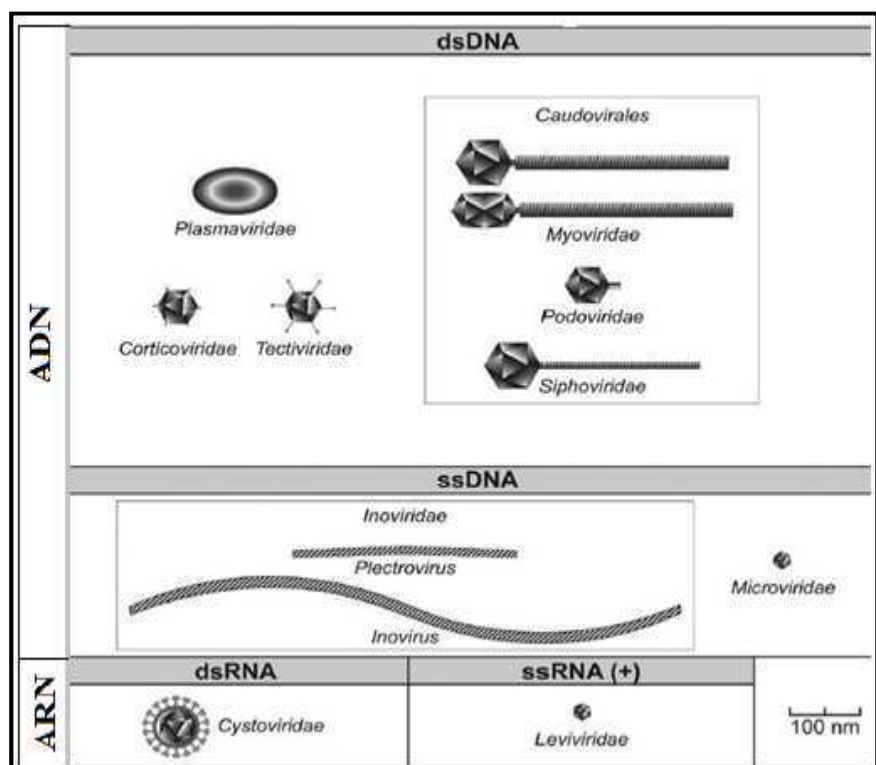 ADN
dsDNA
Caudovirales
Plasmaviridae
Myoviridae
Corticoviridae Tectiviridae
Podoviridae
Siphoviridae
ssDNA
Inoviridae
Plectrovirus
Inovirus
Microviridae
ARN
dsRNA
ssRNA (+)
Cystoviridae
Leviviridae
100 nm